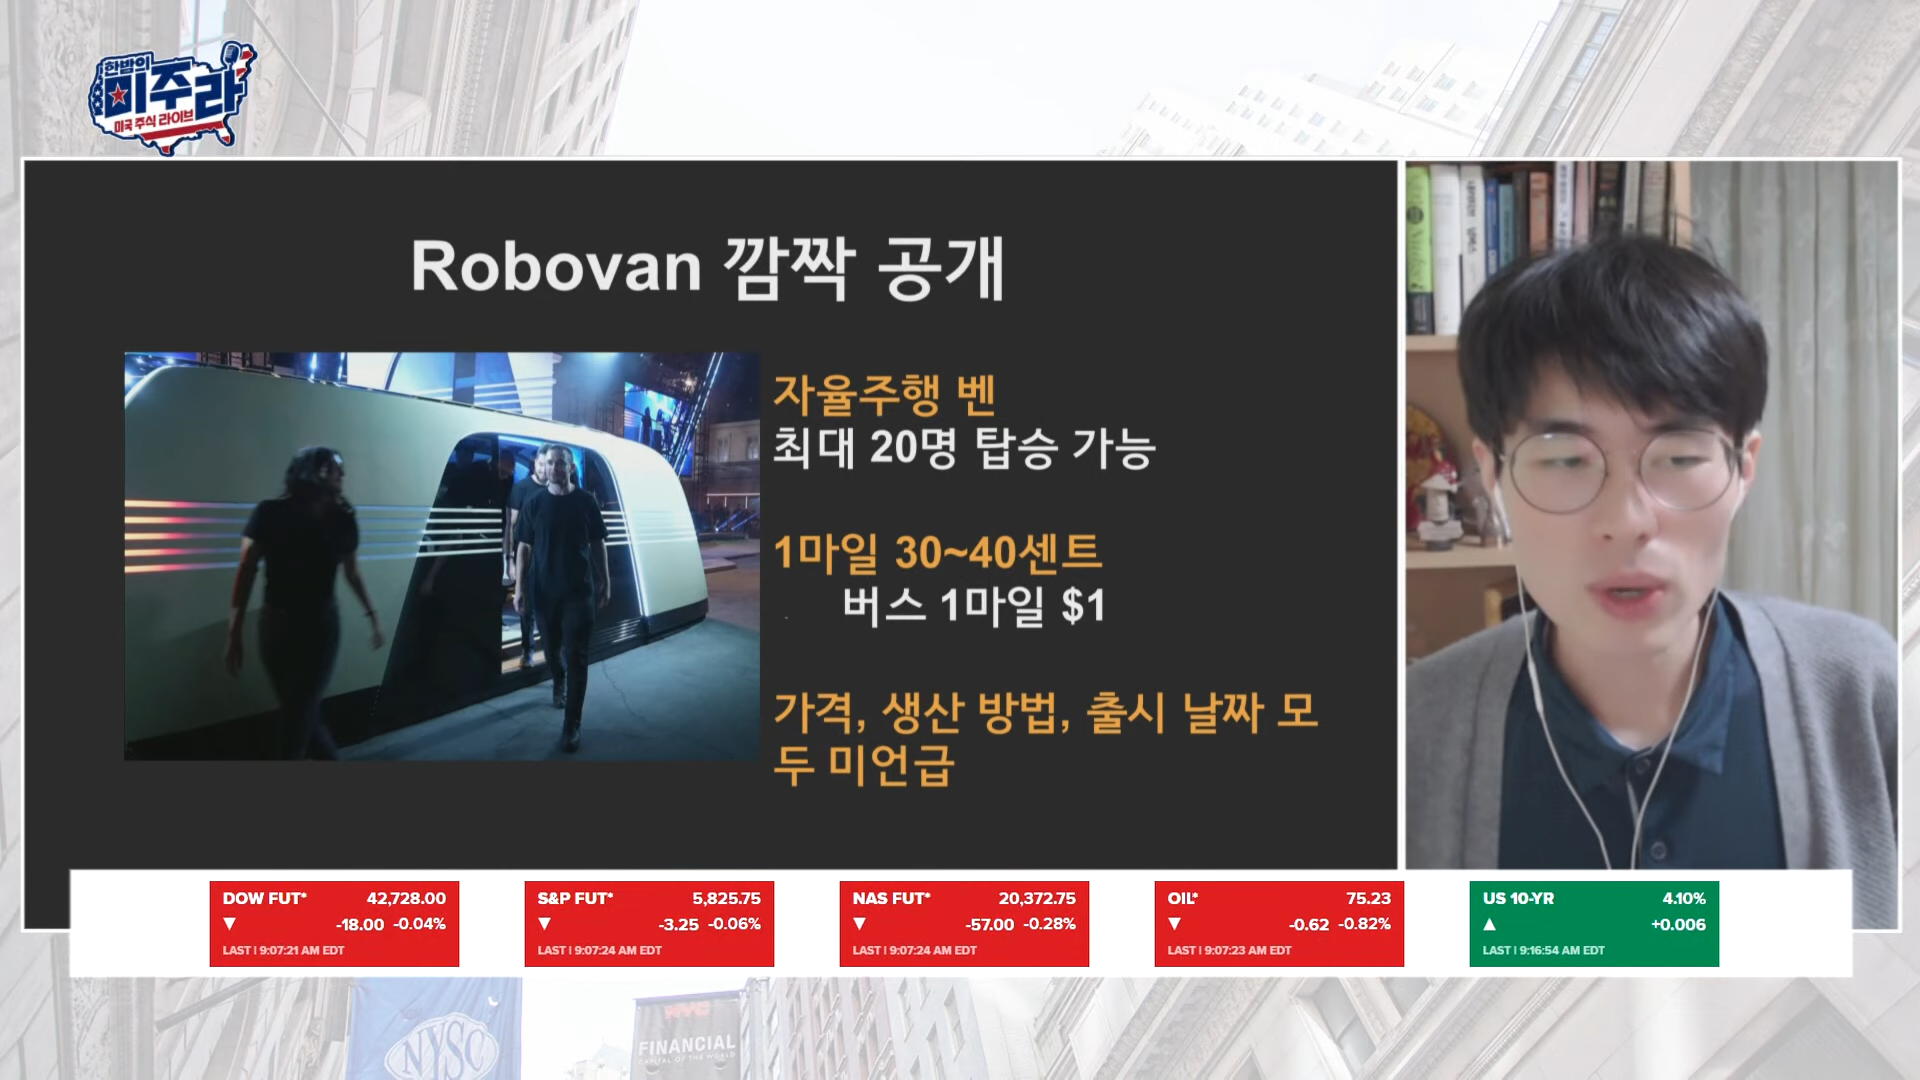 한밤의
미주라
미국 주식 라이브
Robovan 깜짝 공개
자율주행 벤
최대 20명 탑승 가능
1마일 30~40센트
버스 1마일 $1
가격, 생산 방법, 출시 날짜 모
두 미언급
DOW FUT* 42,728.00
▼ -18.00 -0.04%
LAST | 9:07:21 AM EDT
S&P FUT* 5,825.75
▼ -3.25 -0.06%
LAST | 9:07:24 AM EDT
NAS FUT* 20,372.75
▼ -57.00 -0.28%
LAST | 9:07:24 AM EDT
OIL* 75.23
▼ -0.62 -0.82%
LAST | 9:07:23 AM EDT
US 10-YR 4.10%
▲ +0.006
LAST | 9:16:54 AM EDT
NYSC
NYC
FINANCIAL
CAPITAL OF THE WORLD